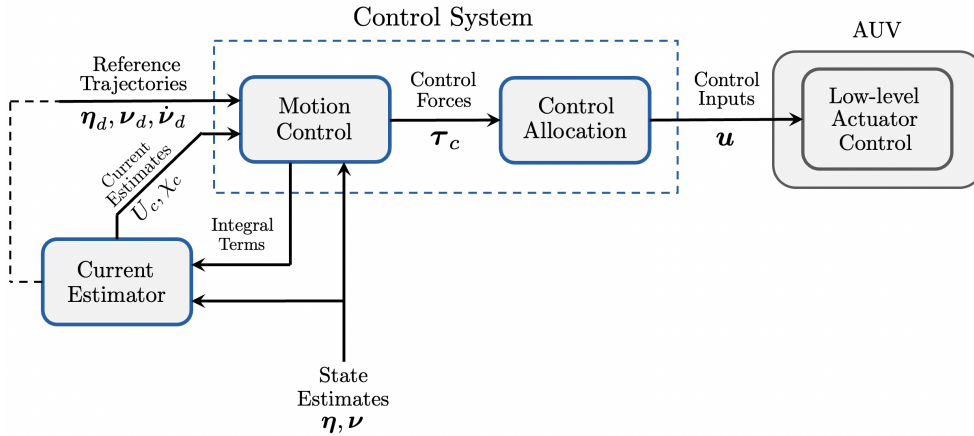 Control System
AUV
Reference
Trajectories
η_d, ν_d, ν̇_d
Motion
Control
Control
Forces
τ_c
Control
Allocation
Control
Inputs
u
Low-level
Actuator
Control
Current
Estimates
U_c, χ_c
Integral
Terms
Current
Estimator
State
Estimates
η, ν